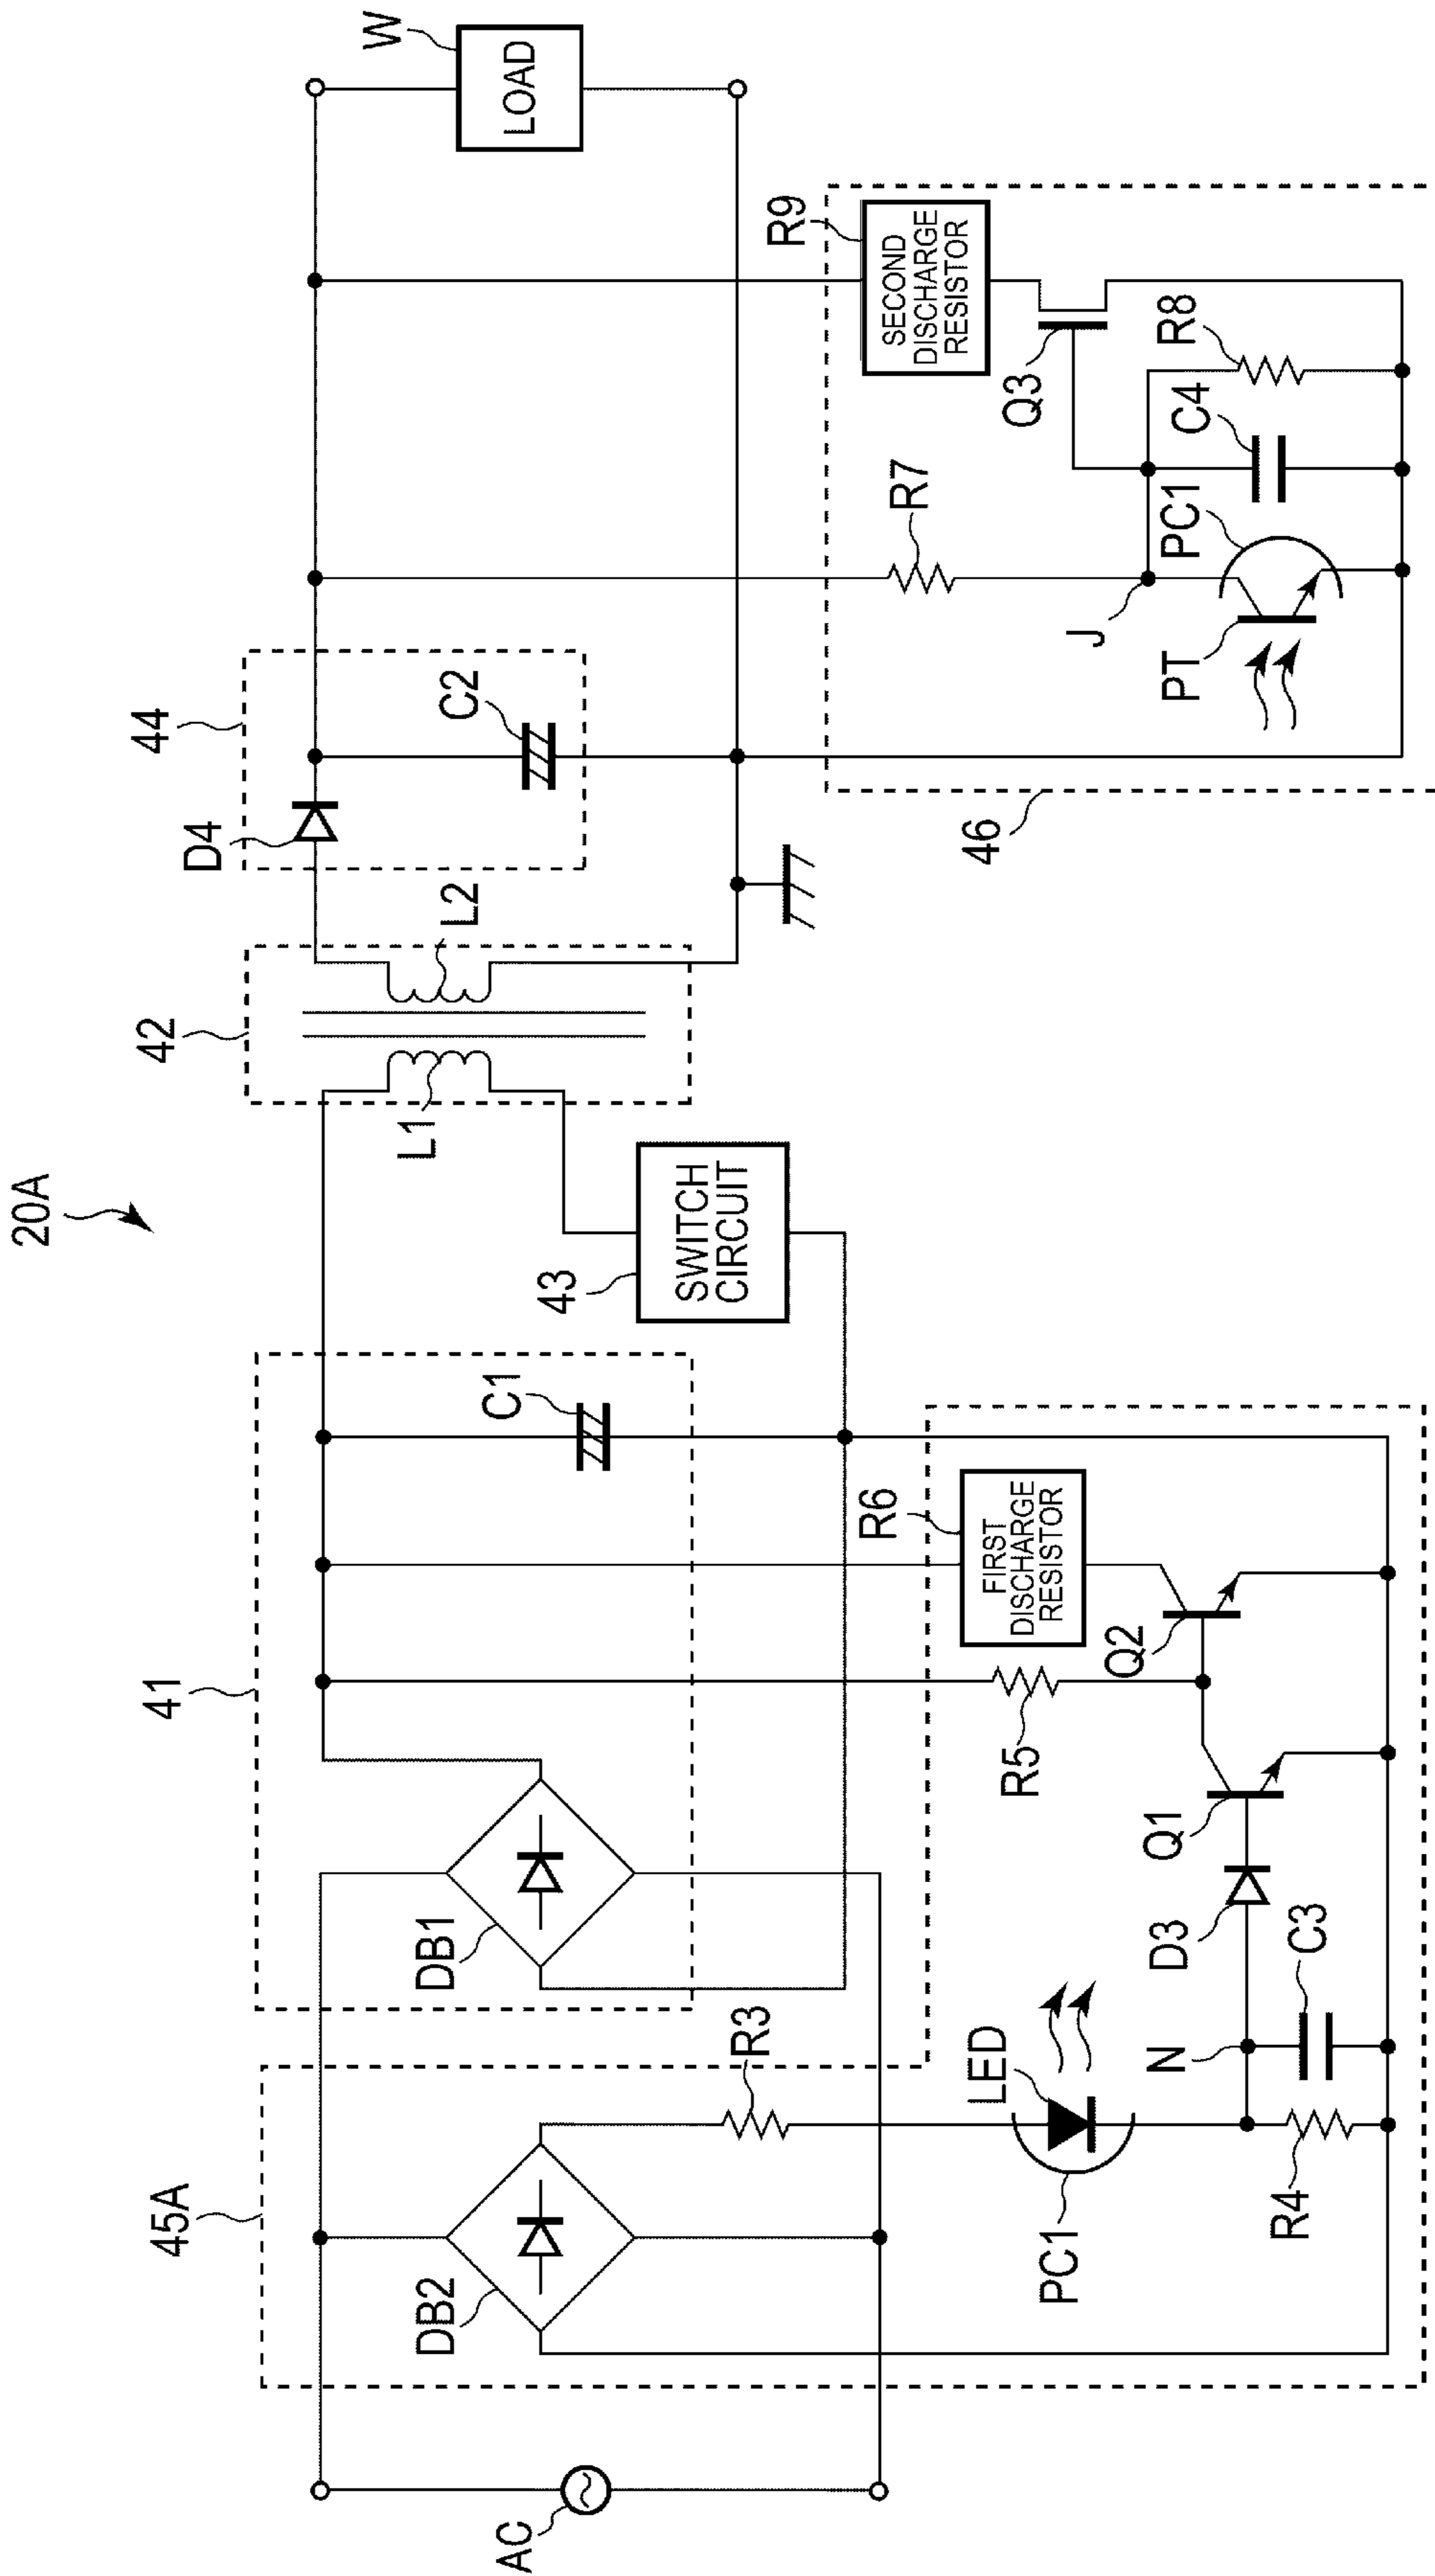 20A
45A
41
42
44
D4
W
LOAD
DB2
DB1
C1
L1
L2
C2
AC
R3
43
SWITCH
CIRCUIT
R6
FIRST
DISCHARGE
RESISTOR
R9
SECOND
DISCHARGE
RESISTOR
46
R7
LED
PC1
R5
Q2
Q3
J
N
D3
Q1
PT
PC1
C4
R8
R4
C3